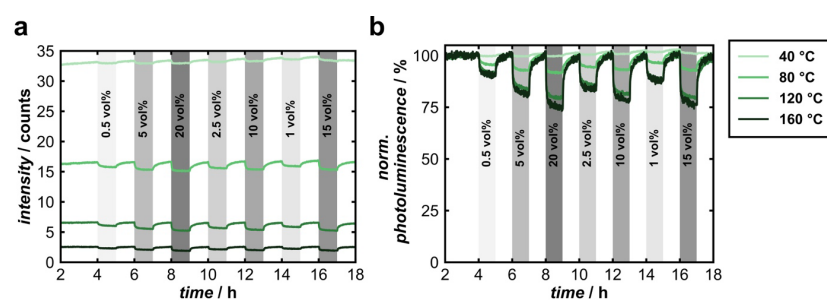 a
35
30
25
20
15
10
5
0
intensity / counts
0.5 vol%
5 vol%
20 vol%
2.5 vol%
10 vol%
1 vol%
15 vol%
2 4 6 8 10 12 14 16 18
time / h
b
100
75
50
25
0
norm.
photoluminescence / %
0.5 vol%
5 vol%
20 vol%
2.5 vol%
10 vol%
1 vol%
15 vol%
2 4 6 8 10 12 14 16 18
time / h
40 °C
80 °C
120 °C
160 °C